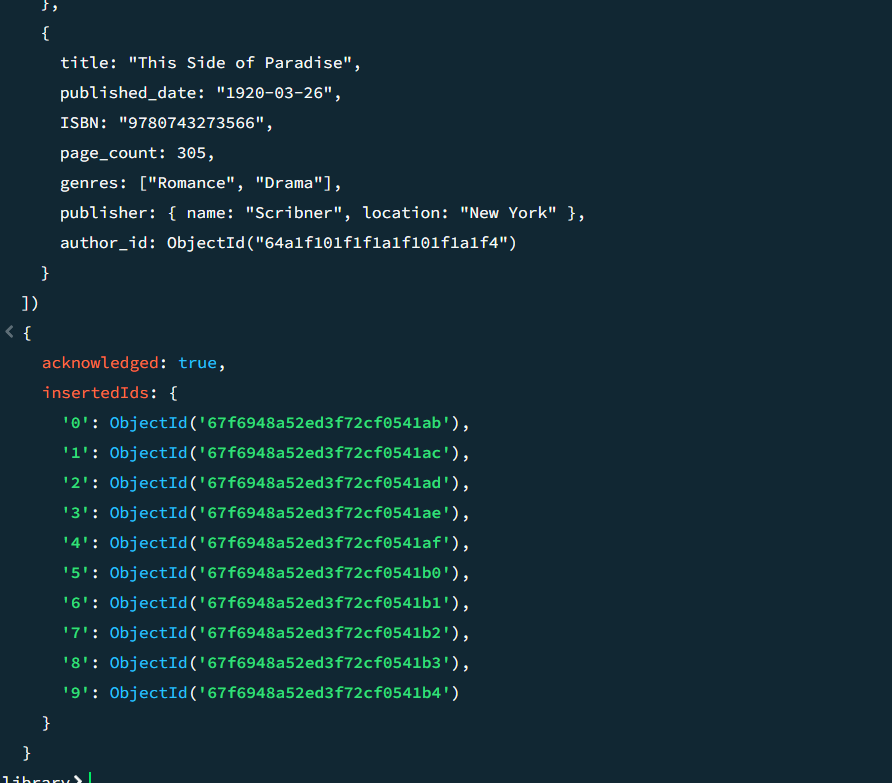 },
{
title: "This Side of Paradise",
published_date: "1920-03-26",
ISBN: "9780743273566",
page_count: 305,
genres: ["Romance", "Drama"],
publisher: { name: "Scribner", location: "New York" },
author_id: ObjectId("64a1f101f1f1a1f101f1a1f4")
}
])
< {
acknowledged: true,
insertedIds: {
'0': ObjectId('67f6948a52ed3f72cf0541ab'),
'1': ObjectId('67f6948a52ed3f72cf0541ac'),
'2': ObjectId('67f6948a52ed3f72cf0541ad'),
'3': ObjectId('67f6948a52ed3f72cf0541ae'),
'4': ObjectId('67f6948a52ed3f72cf0541af'),
'5': ObjectId('67f6948a52ed3f72cf0541b0'),
'6': ObjectId('67f6948a52ed3f72cf0541b1'),
'7': ObjectId('67f6948a52ed3f72cf0541b2'),
'8': ObjectId('67f6948a52ed3f72cf0541b3'),
'9': ObjectId('67f6948a52ed3f72cf0541b4')
}
}
library>